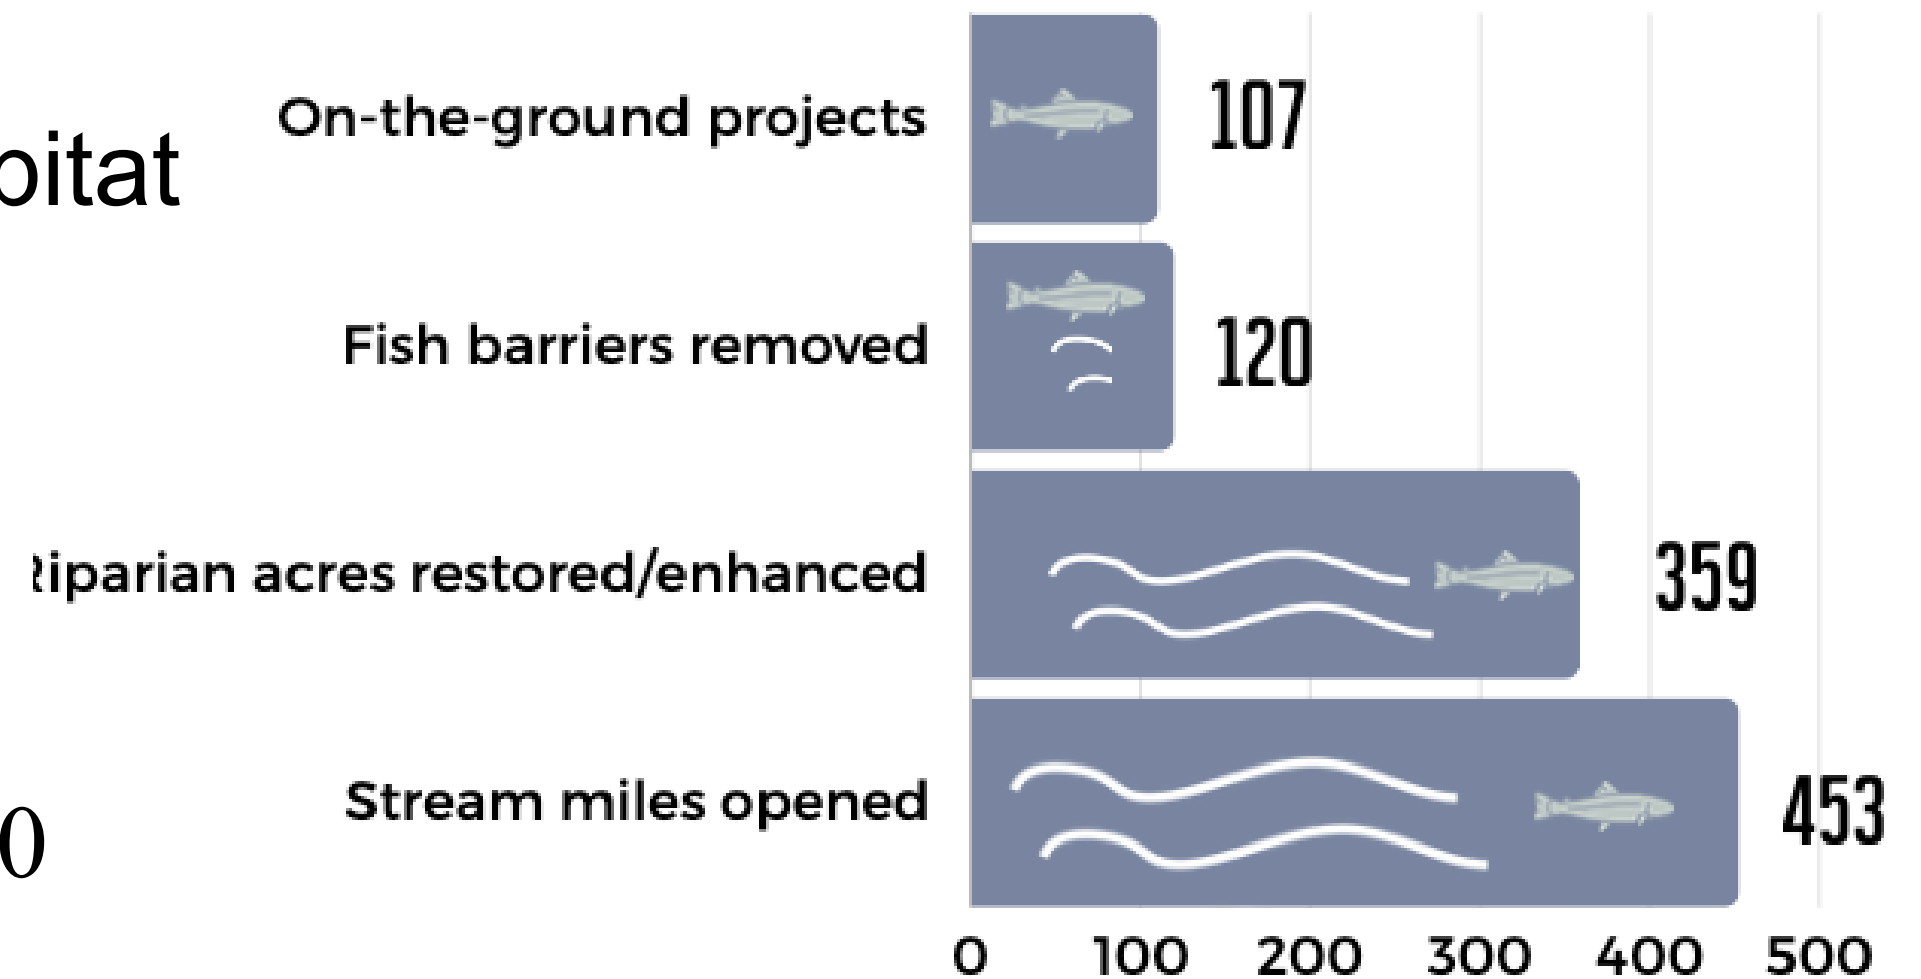 On-the-ground projects 107
bitat
Fish barriers removed 120
Riparian acres restored/enhanced 359
Stream miles opened 453
0
0 100 200 300 400 500